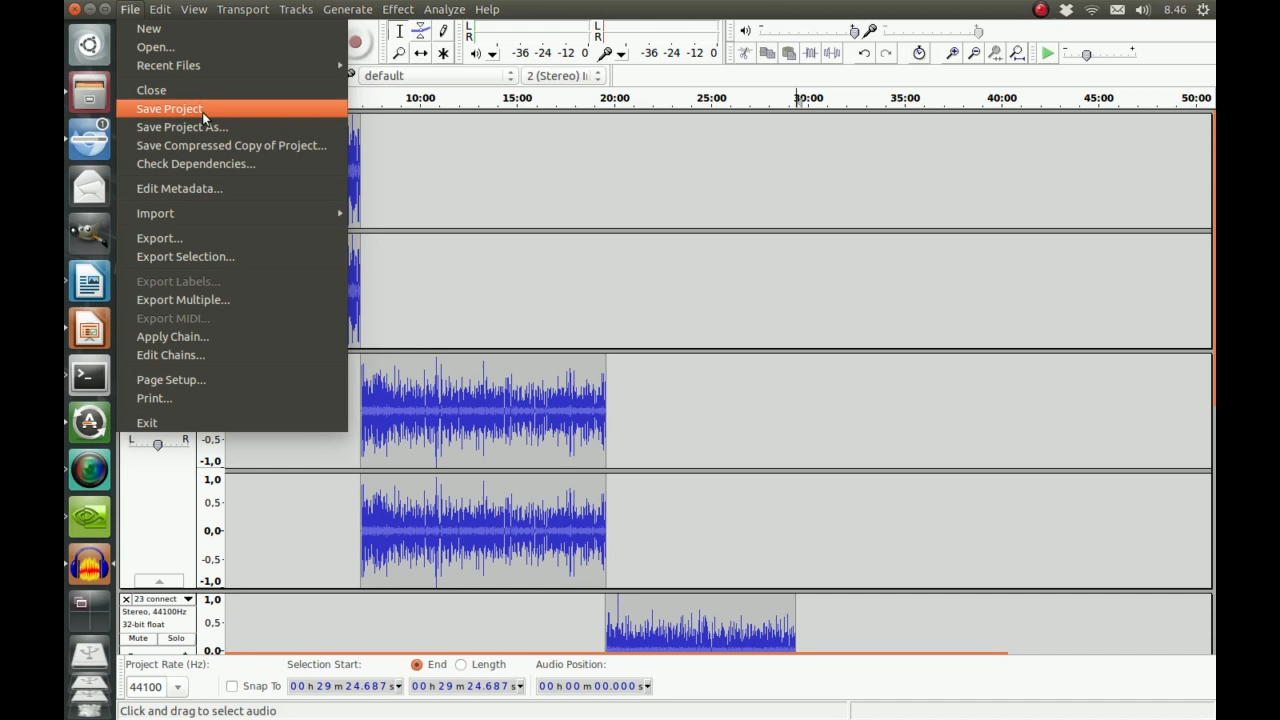 File Edit View Transport Tracks Generate Effect Analyze Help 8.46
New
Open...
Recent Files
Close
Save Project
Save Project As...
Save Compressed Copy of Project...
Check Dependencies...
Edit Metadata...
Import
Export...
Export Selection...
Export Labels...
Export Multiple...
Export MIDI...
Apply Chain...
Edit Chains...
Page Setup...
Print...
Exit
L
R
-36 -24 -12 0
L
R
-36 -24 -12 0
default 2 (Stereo) I
10:00 15:00 20:00 25:00 30:00 35:00 40:00 45:00 50:00
1
L R
-0,5
-1,0
1,0
0,5
0,0
-0,5
-1,0
23 connect 1,0
Stereo, 44100Hz
32-bit float
0,5
Mute Solo
0,0
Project Rate (Hz): Selection Start: End Length Audio Position:
44100 Snap To 00 h 29 m 24.687 s 00 h 29 m 24.687 s 00 h 00 m 00.000 s
Click and drag to select audio